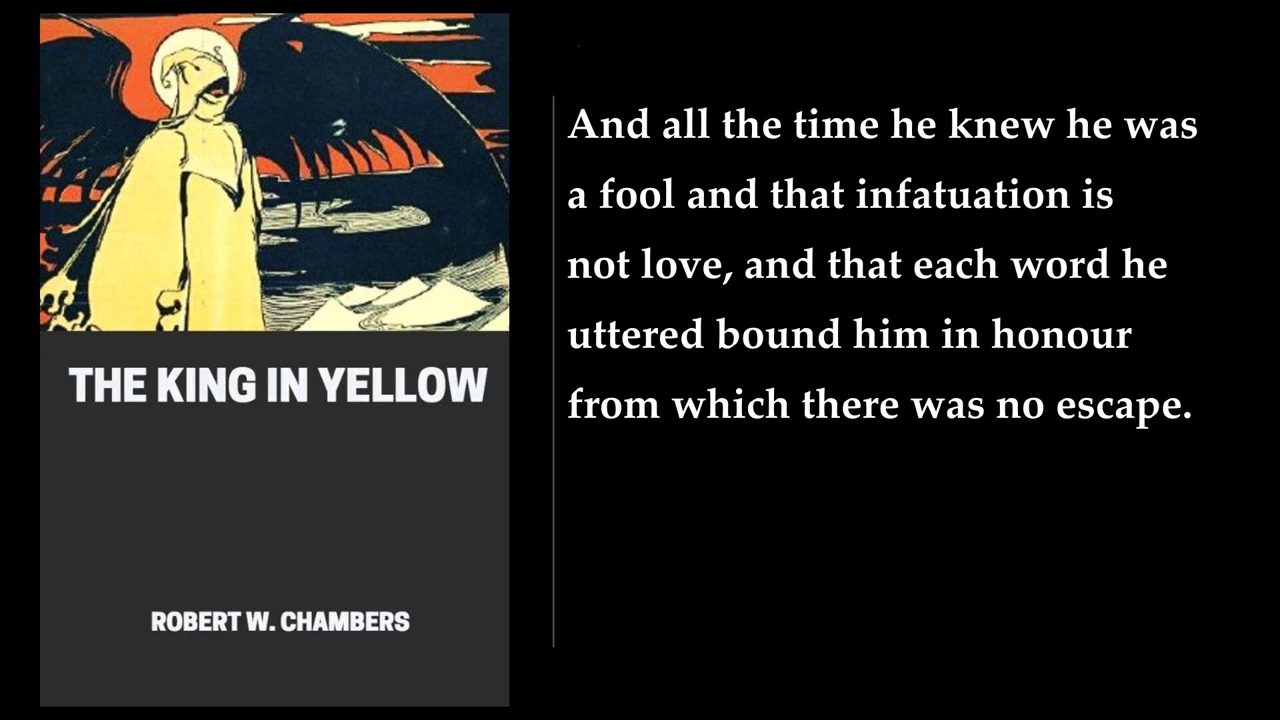 THE KING IN YELLOW
ROBERT W. CHAMBERS
And all the time he knew he was
a fool and that infatuation is
not love, and that each word he
uttered bound him in honour
from which there was no escape.